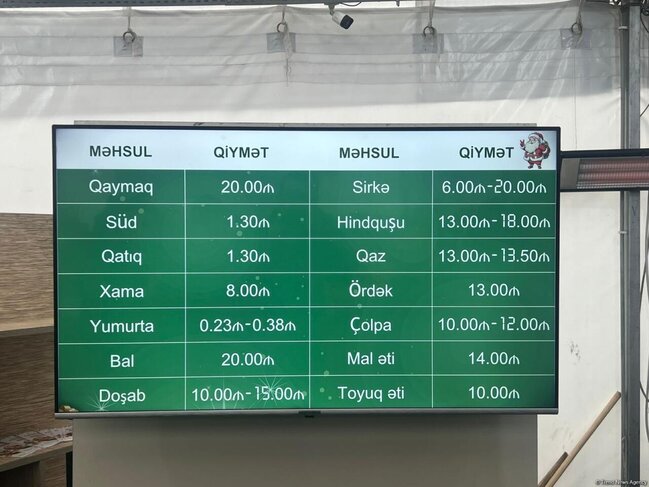 MƏHSUL QİYMƏT MƏHSUL QİYMƏT
Qaymaq 20.00₼ Sirkə 6.00₼-20.00₼
Süd 1.30₼ Hindquşu 13.00₼-18.00₼
Qatıq 1.30₼ Qaz 13.00₼-13.50₼
Xama 8.00₼ Ördək 13.00₼
Yumurta 0.23₼-0.38₼ Çolpa 10.00₼-12.00₼
Bal 20.00₼ Mal əti 14.00₼
Doşab 10.00₼-15.00₼ Toyuq əti 10.00₼
© Trend News Agency